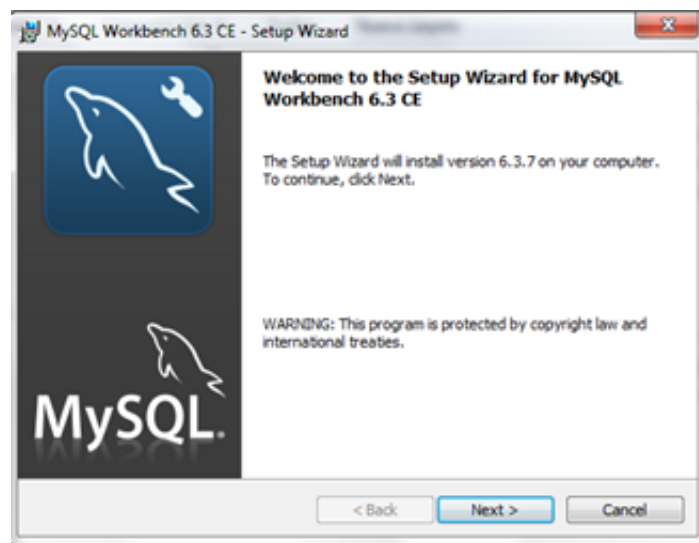 MySQL Workbench 6.3 CE - Setup Wizard
Welcome to the Setup Wizard for MySQL
Workbench 6.3 CE
The Setup Wizard will install version 6.3.7 on your computer.
To continue, click Next.
WARNING: This program is protected by copyright law and
international treaties.
MySQL.
< Back
Next >
Cancel